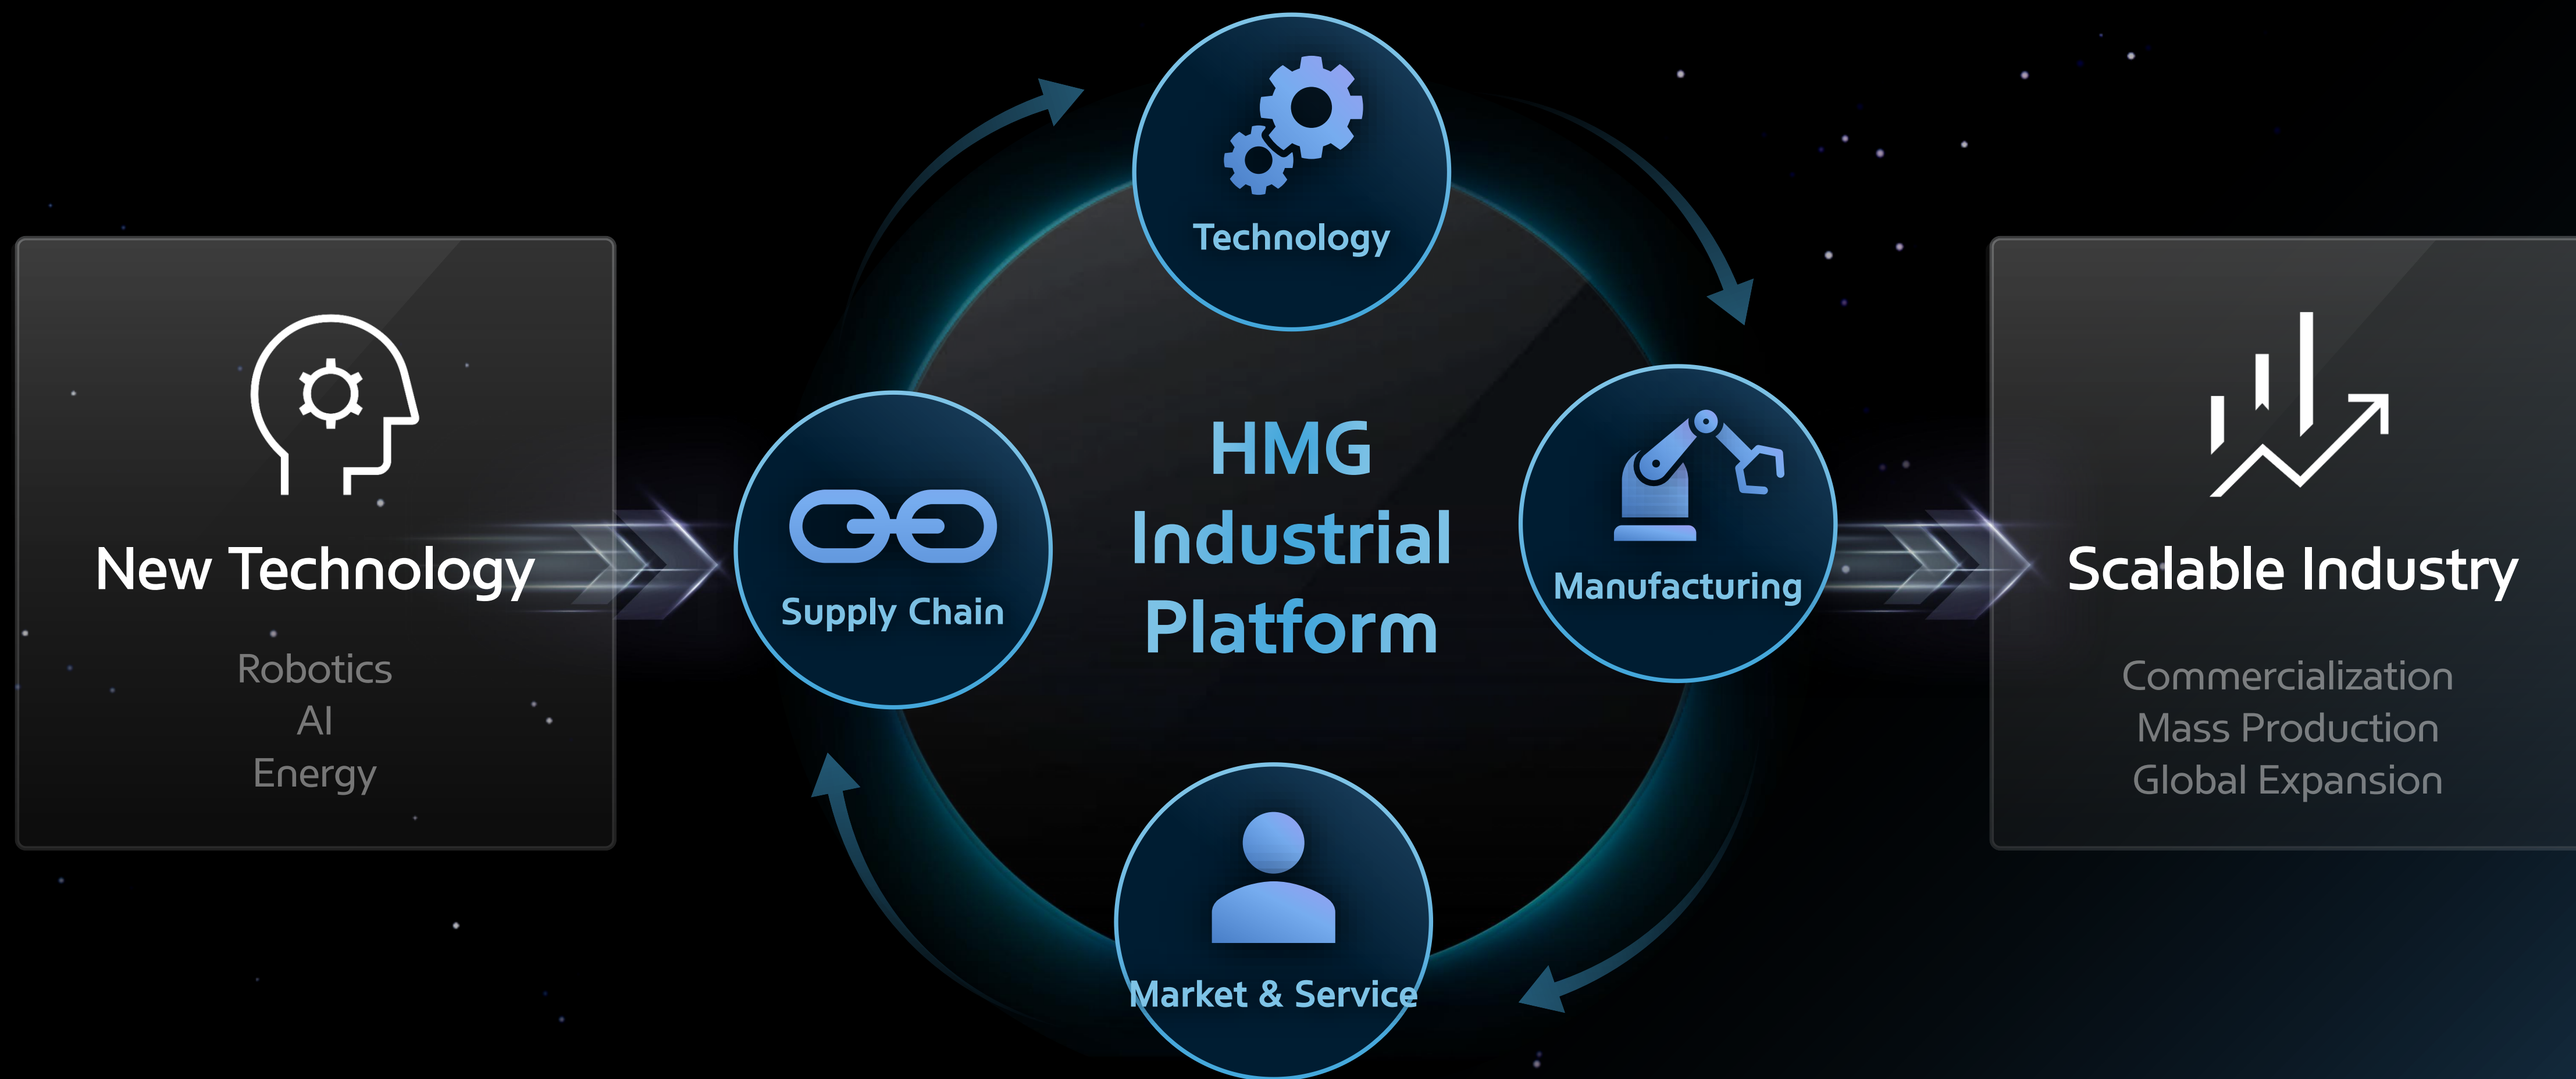 New Technology
Robotics
AI
Energy
Technology
Supply Chain
HMG
Industrial
Platform
Manufacturing
Market & Service
Scalable Industry
Commercialization
Mass Production
Global Expansion